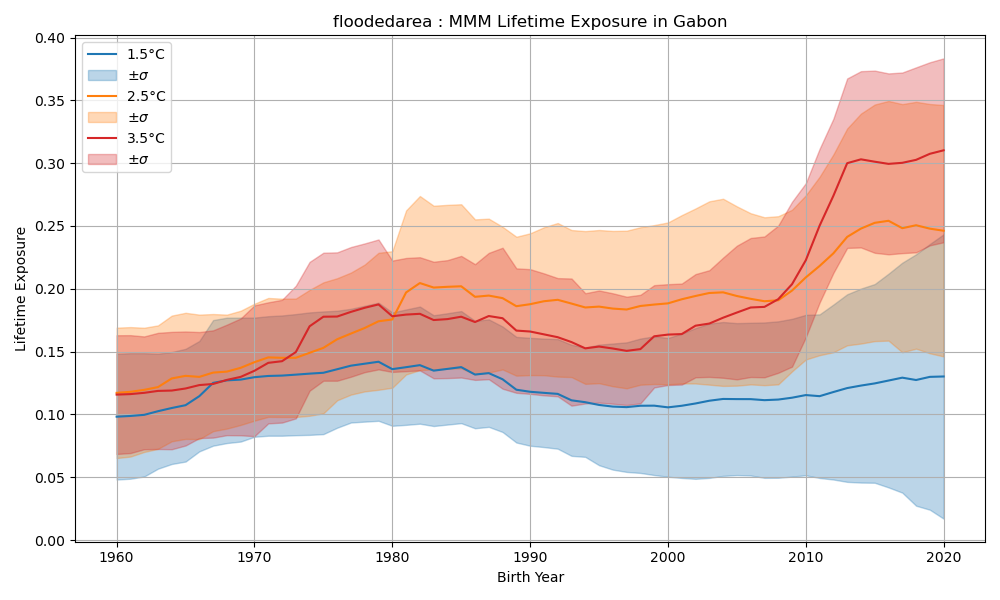 floodedarea : MMM Lifetime Exposure in Gabon
0.40
0.35
0.30
0.25
0.20
0.15
0.10
0.05
0.00
Lifetime Exposure
1.5°C
±σ
2.5°C
±σ
3.5°C
±σ
1960 1970 1980 1990 2000 2010 2020
Birth Year